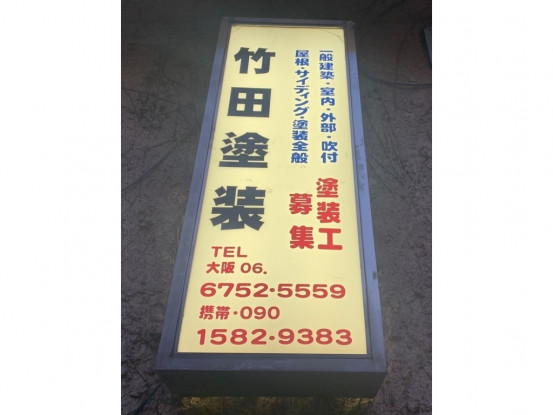 一般建築・室内・外部・吹付
屋根・サイディング・塗装全般
竹田塗装
塗装工
募集
TEL
大阪 06.
6752・5559
携帯・090
1582・9383